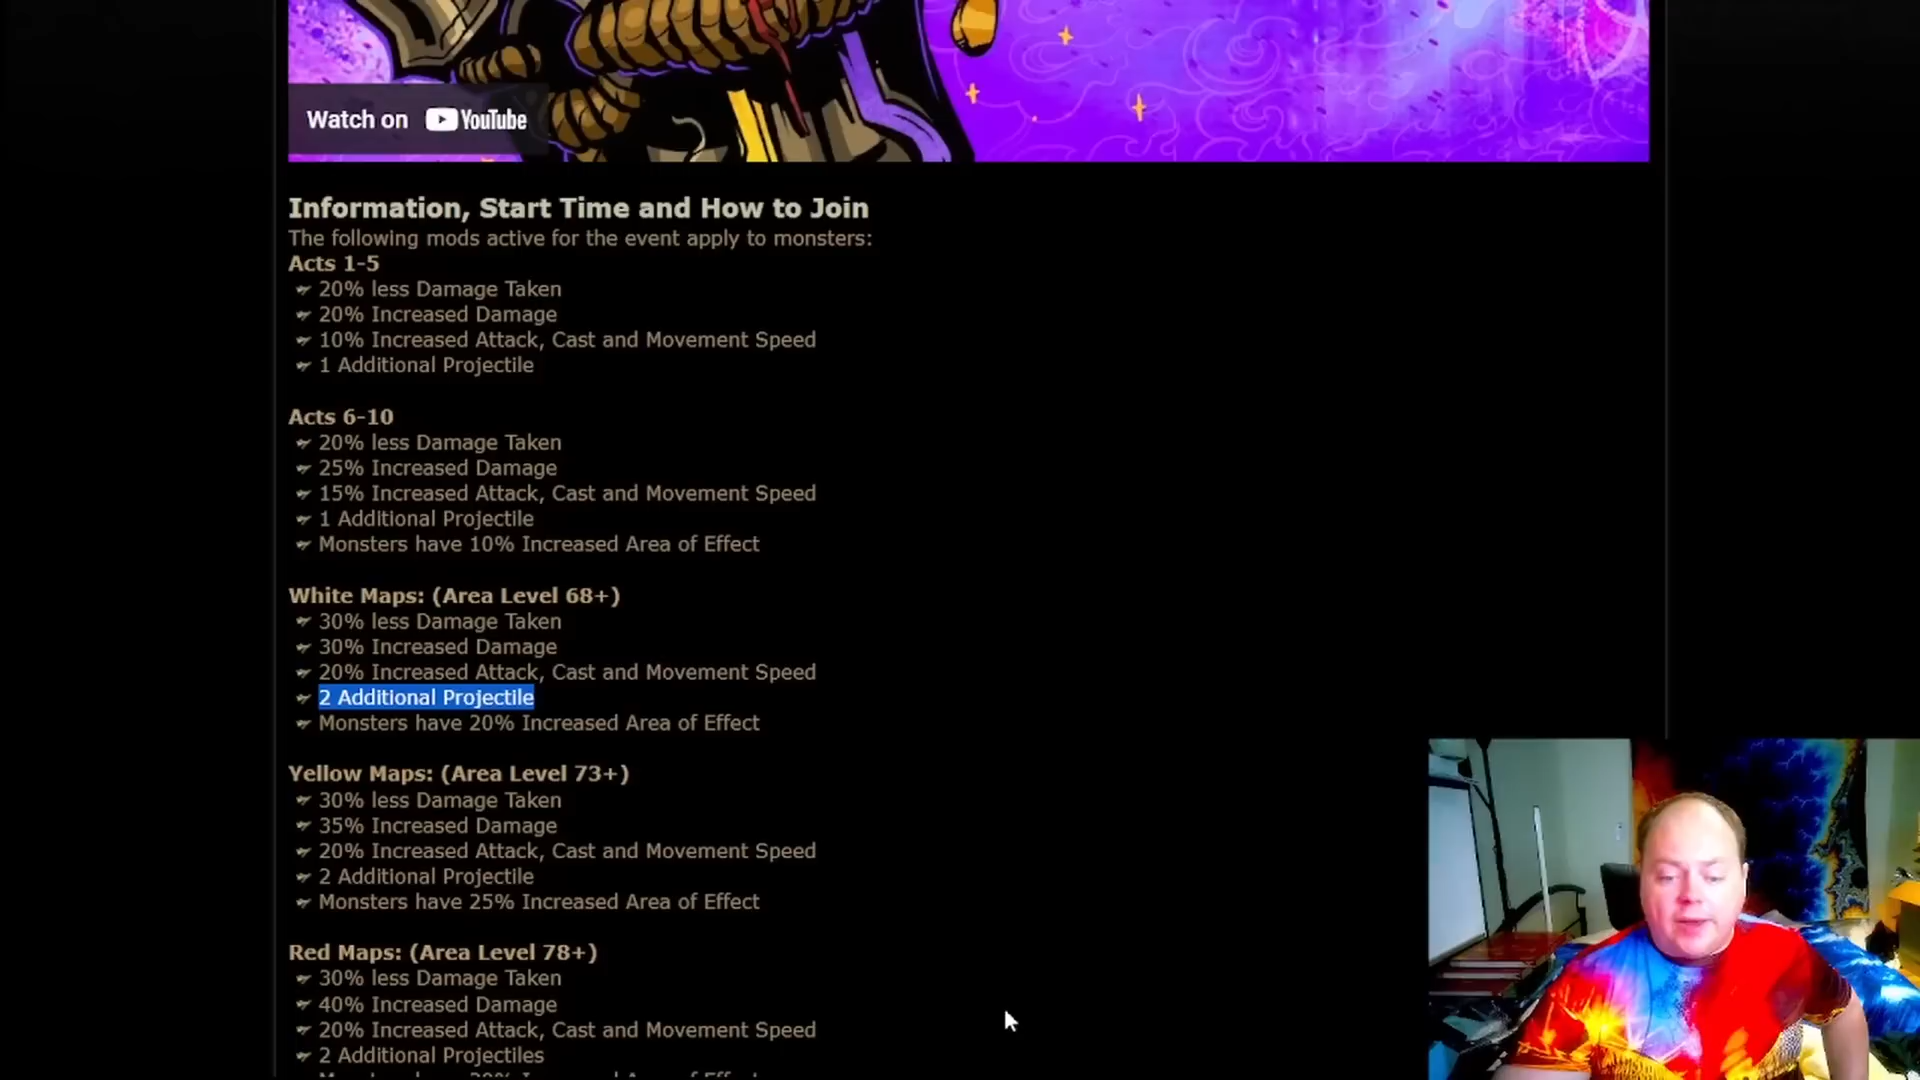 Watch on YouTube
Information, Start Time and How to Join
The following mods active for the event apply to monsters:
Acts 1-5
20% less Damage Taken
20% Increased Damage
10% Increased Attack, Cast and Movement Speed
1 Additional Projectile
Acts 6-10
20% less Damage Taken
25% Increased Damage
15% Increased Attack, Cast and Movement Speed
1 Additional Projectile
Monsters have 10% Increased Area of Effect
White Maps: (Area Level 68+)
30% less Damage Taken
30% Increased Damage
20% Increased Attack, Cast and Movement Speed
2 Additional Projectile
Monsters have 20% Increased Area of Effect
Yellow Maps: (Area Level 73+)
30% less Damage Taken
35% Increased Damage
20% Increased Attack, Cast and Movement Speed
2 Additional Projectile
Monsters have 25% Increased Area of Effect
Red Maps: (Area Level 78+)
30% less Damage Taken
40% Increased Damage
20% Increased Attack, Cast and Movement Speed
2 Additional Projectiles